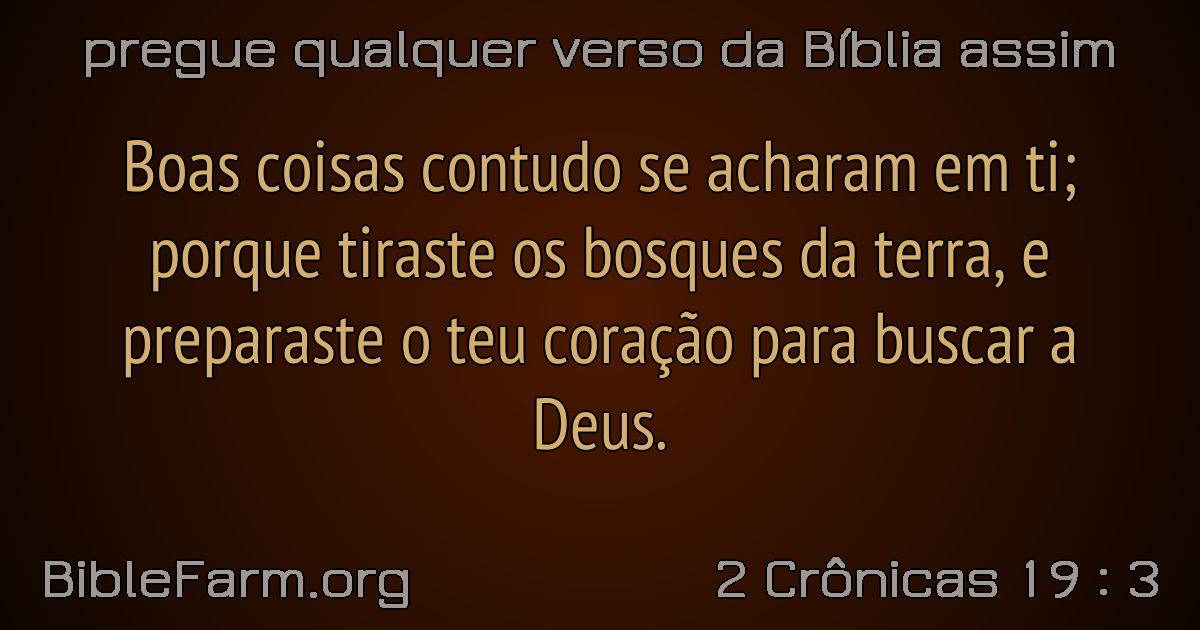 pregue qualquer verso da Bíblia assim
Boas coisas contudo se acharam em ti;
porque tiraste os bosques da terra, e
preparaste o teu coração para buscar a
Deus.
BibleFarm.org
2 Crônicas 19 : 3